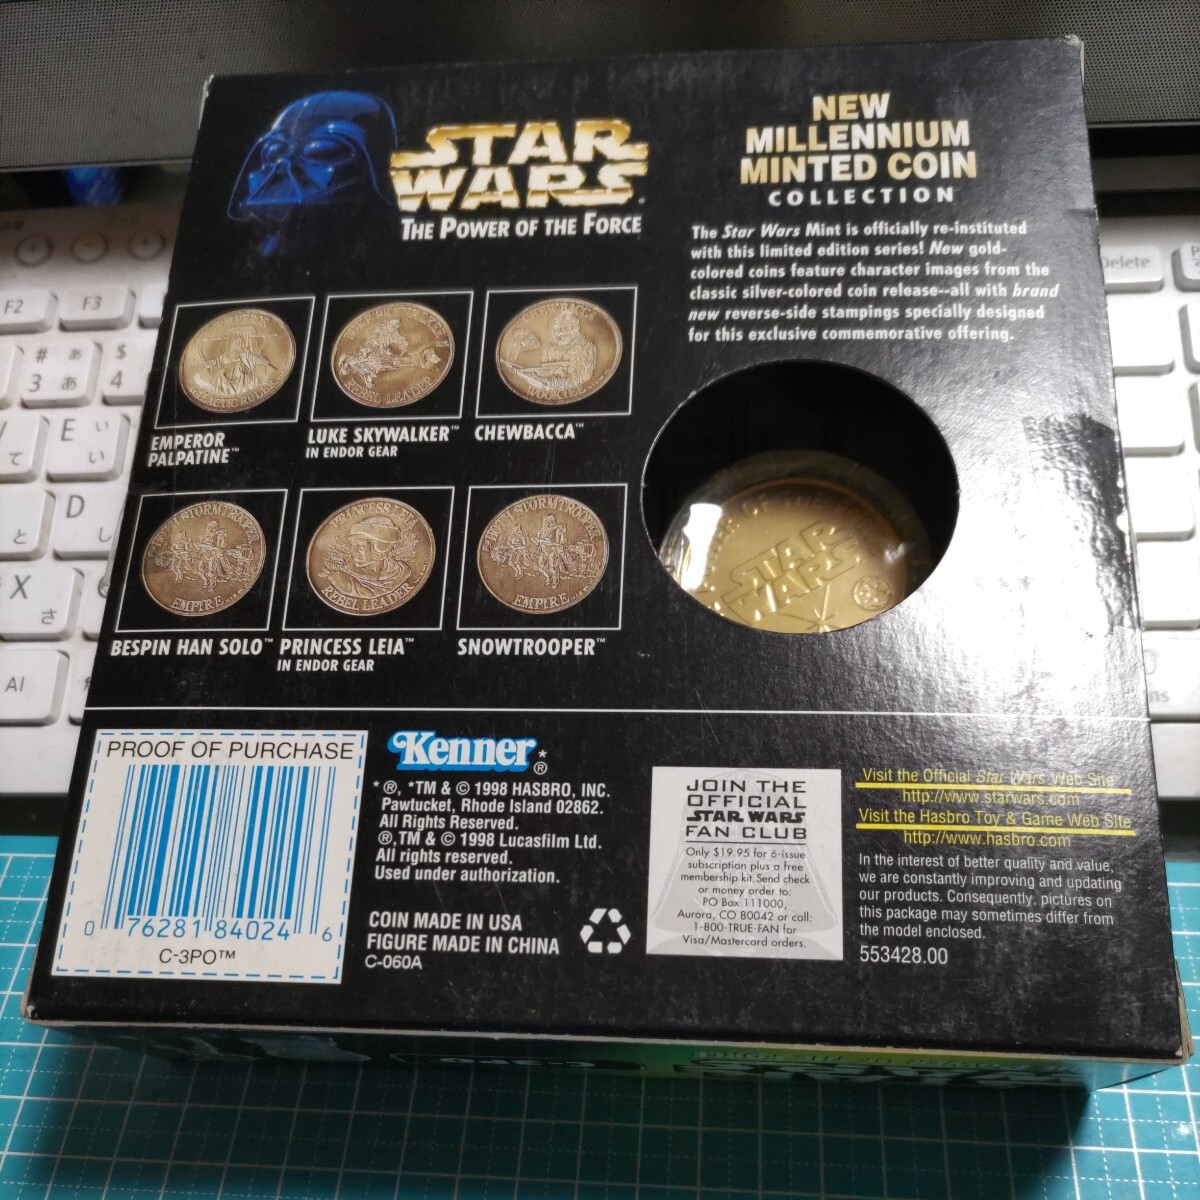 STAR
WARS
THE POWER OF THE FORCE
NEW
MILLENNIUM
MINTED COIN
COLLECTION
The Star Wars Mint is officially re-instituted
with this limited edition series! New gold-
colored coins feature character images from the
classic silver-colored coin release--all with brand
new reverse-side stampings specially designed
for this exclusive commemorative offering.
REBEL LEADER
CHEWBACCA
WOOKIEE
EMPEROR
PALPATINE™
LUKE SKYWALKER™
IN ENDOR GEAR
CHEWBACCA™
STORMTROOPER
EMPIRE
PRINCESS LEIA
REBEL LEADER
STORMTROOPER
EMPIRE
BESPIN HAN SOLO™
PRINCESS LEIA™
IN ENDOR GEAR
SNOWTROOPER™
STAR
WARS
PROOF OF PURCHASE
0 76281 84024 6
C-3PO™
Kenner*®
*®, *TM & © 1998 HASBRO, INC.
Pawtucket, Rhode Island 02862.
All Rights Reserved.
®,TM & © 1998 Lucasfilm Ltd.
All rights reserved.
Used under authorization.
COIN MADE IN USA
FIGURE MADE IN CHINA
C-060A
JOIN THE
OFFICIAL
STAR WARS
FAN CLUB
Only $19.95 for 6-issue
subscription plus a free
membership kit. Send check
or money order to:
PO Box 111000,
Aurora, CO 80042 or call:
1-800-TRUE-FAN for
Visa/Mastercard orders.
Visit the Official Star Wars Web Site
http://www.starwars.com
Visit the Hasbro Toy & Game Web Site
http://www.hasbro.com
In the interest of better quality and value,
we are constantly improving and updating
our products. Consequently, pictures on
this package may sometimes differ from
the model enclosed.
553428.00
F2
F3
Delete
# ぁ
3 あ
$
4
E ぃ
い
て
と
D
し
X
さ
Al